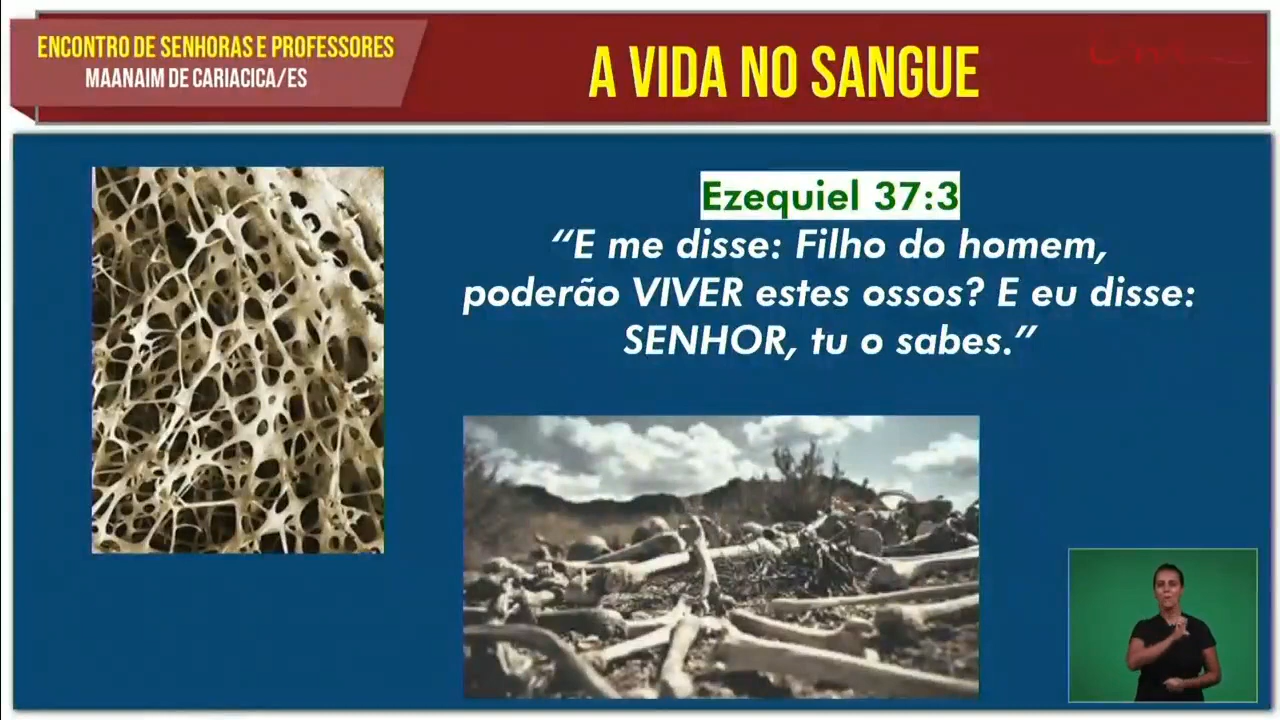 ENCONTRO DE SENHORAS E PROFESSORES
MAANAIM DE CARIACICA/ES
A VIDA NO SANGUE
Ezequiel 37:3
“E me disse: Filho do homem,
poderão VIVER estes ossos? E eu disse:
SENHOR, tu o sabes.”